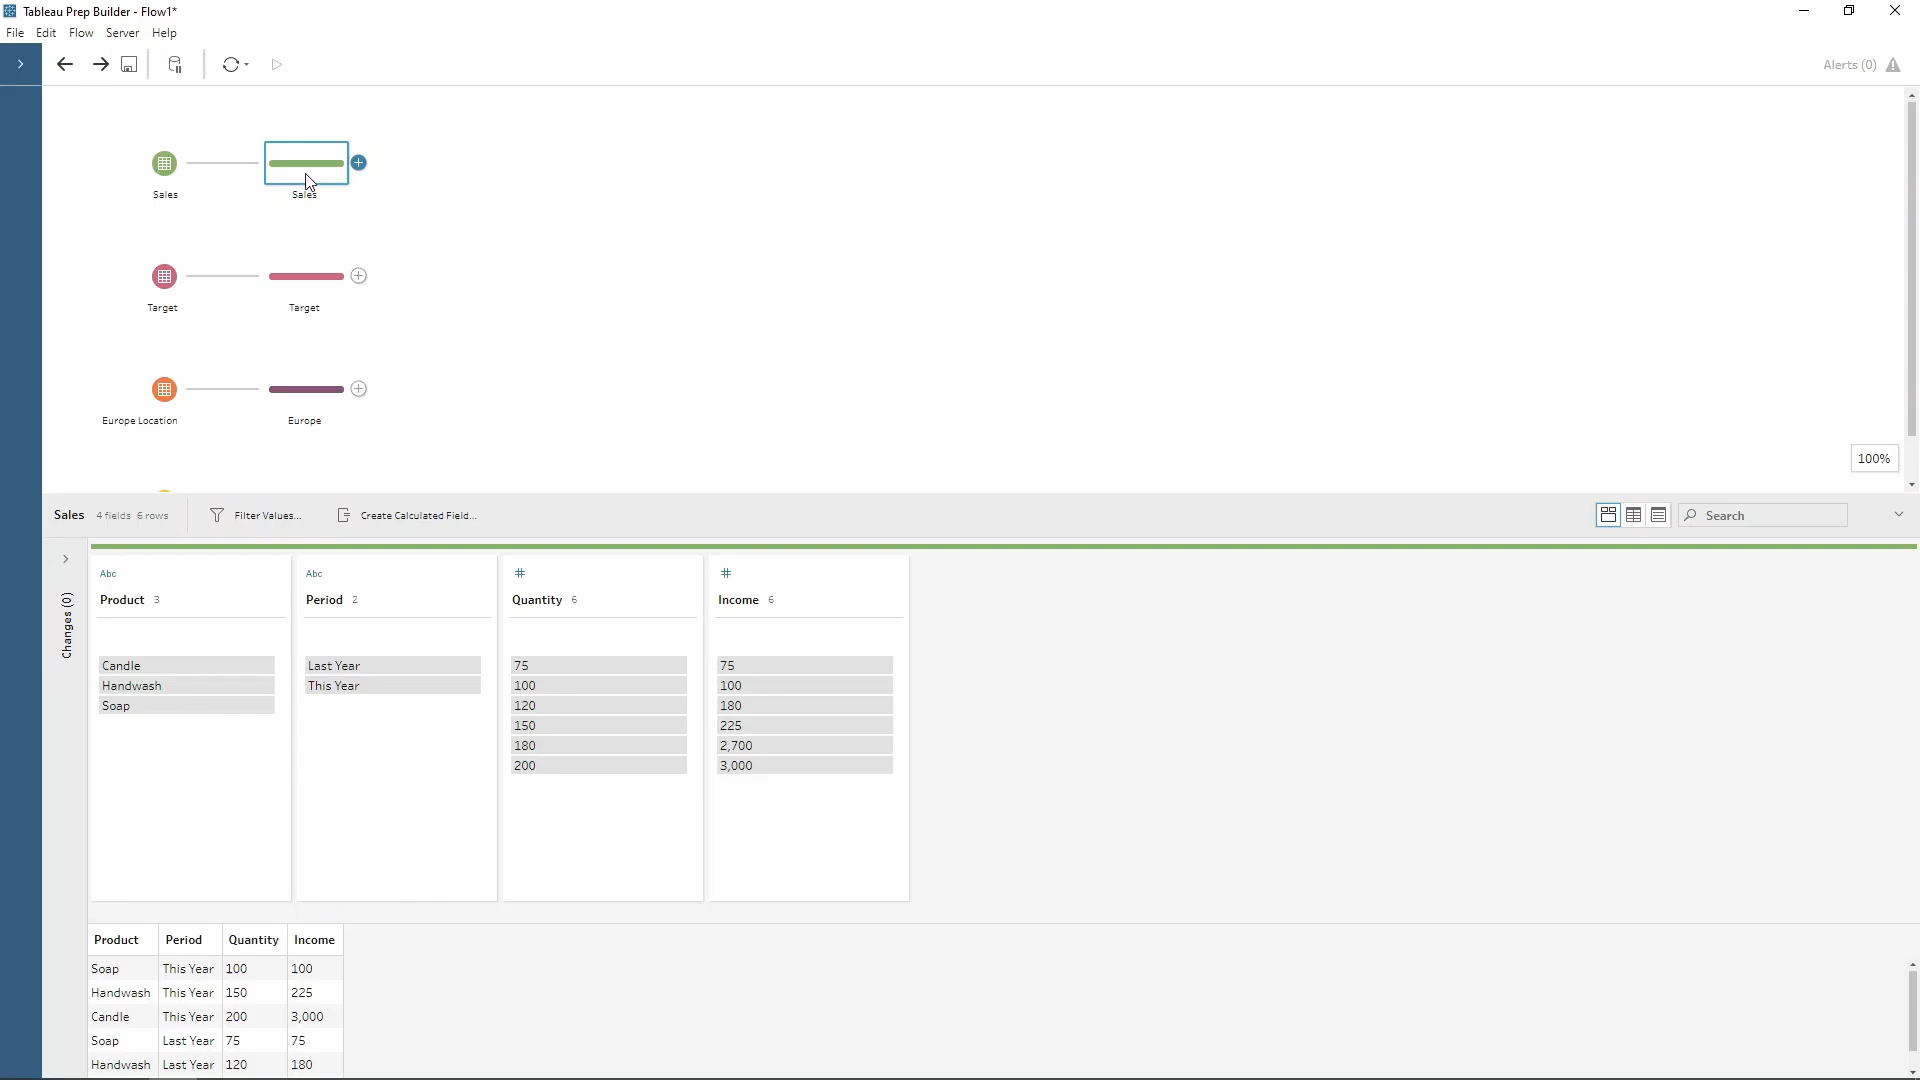 Tableau Prep Builder - Flow1*
File Edit Flow Server Help
Alerts (0)
Sales Sales
Target Target
Europe Location Europe
100%
Sales 4 fields 6 rows Filter Values... Create Calculated Field... Search
Changes (0)
Abc Abc # #
Product 3 Period 2 Quantity 6 Income 6
Candle Last Year 75 75
Handwash This Year 100 100
Soap 120 180
150 225
180 2,700
200 3,000
Product Period Quantity Income
Soap This Year 100 100
Handwash This Year 150 225
Candle This Year 200 3,000
Soap Last Year 75 75
Handwash Last Year 120 180